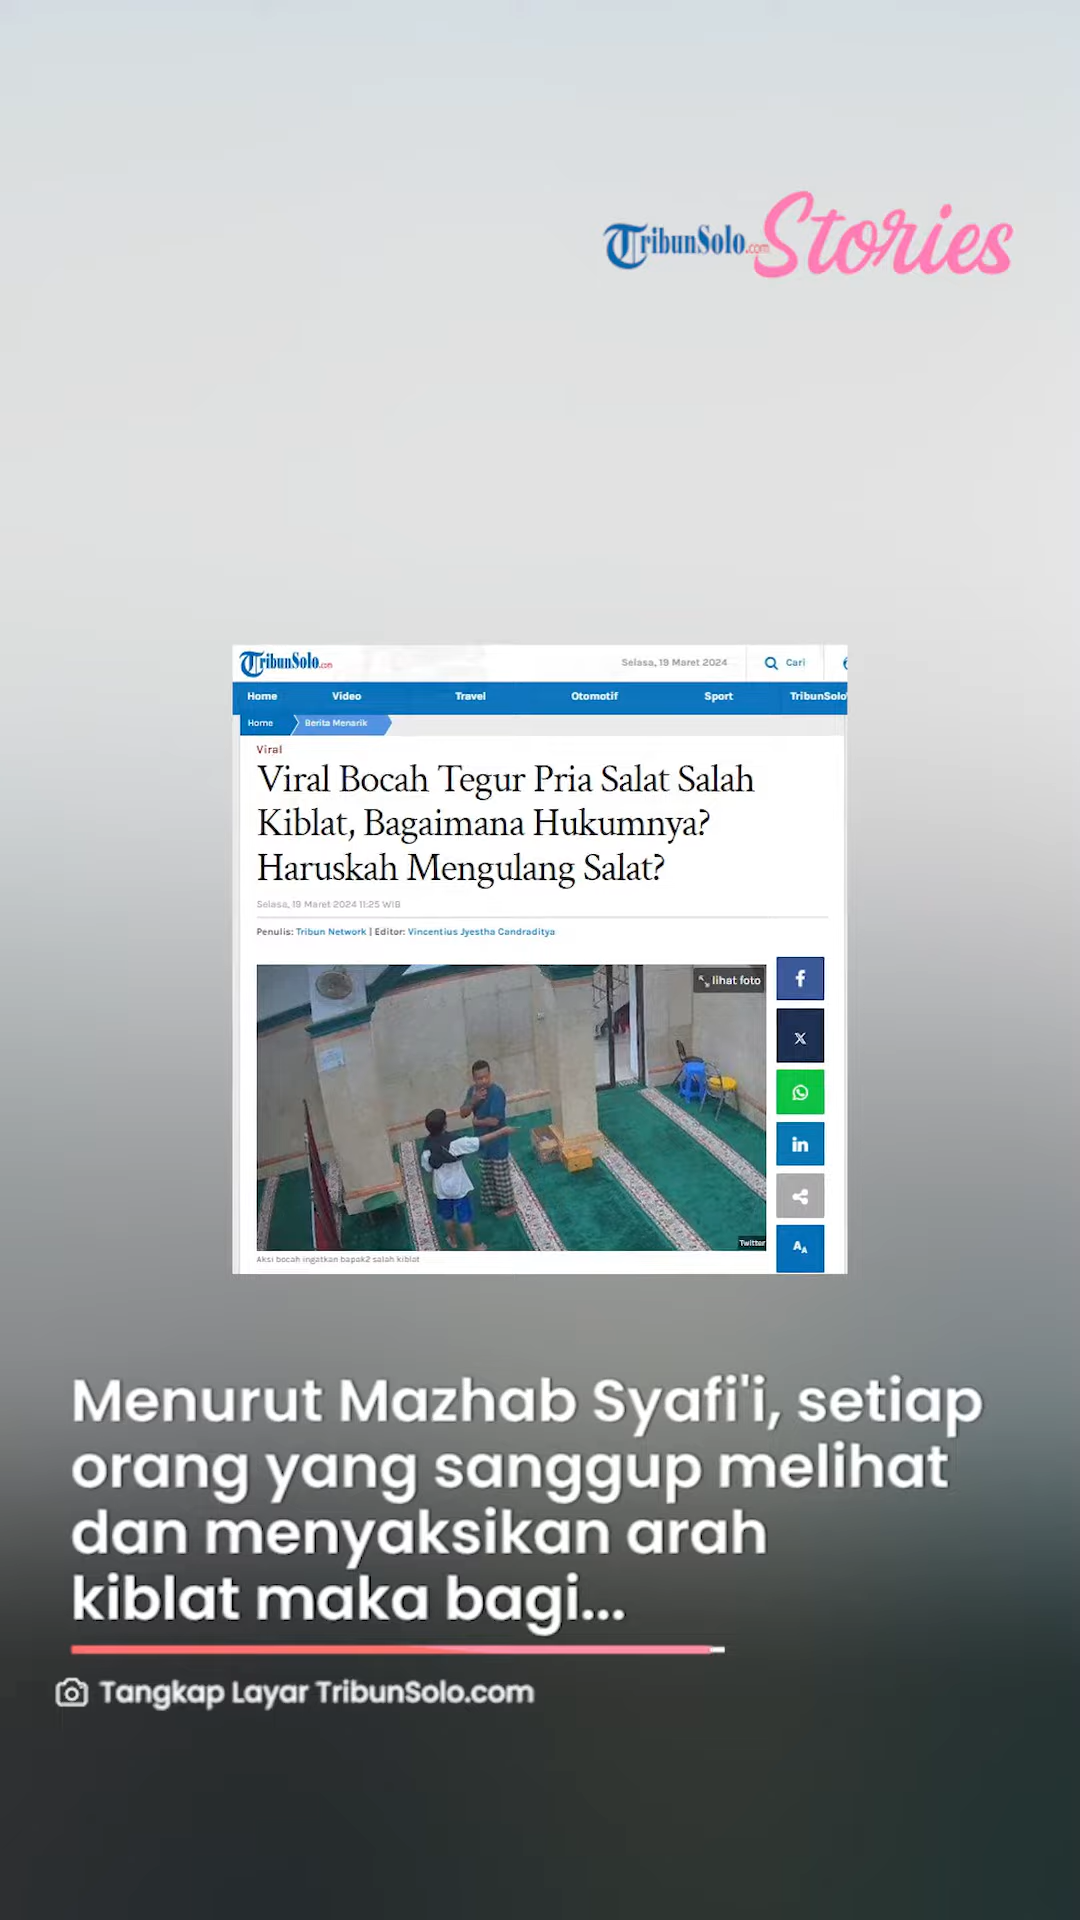 TribunSolo.com Stories
TribunSolo.com
Selasa, 19 Maret 2024
Cari
Home Video Travel Otomotif Sport TribunSolo
Home Berita Menarik
Viral
Viral Bocah Tegur Pria Salat Salah
Kiblat, Bagaimana Hukumnya?
Haruskah Mengulang Salat?
Selasa, 19 Maret 2024 11:25 WIB
Penulis: Tribun Network | Editor: Vincentius Jyestha Candraditya
lihat foto
Twitter
AA
Aksi bocah ingatkan bapak2 salah kiblat
Menurut Mazhab Syafi'i, setiap
orang yang sanggup melihat
dan menyaksikan arah
kiblat maka bagi...
Tangkap Layar TribunSolo.com